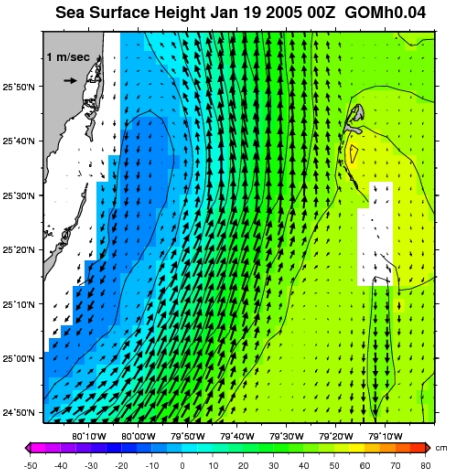 Sea Surface Height Jan 19 2005 00Z GOMh0.04
1 m/sec
25°50'N
25°40'N
25°30'N
25°20'N
25°10'N
25°00'N
24°50'N
80°10'W 80°00'W 79°50'W 79°40'W 79°30'W 79°20'W 79°10'W
cm
-50 -40 -30 -20 -10 0 10 20 30 40 50 60 70 80